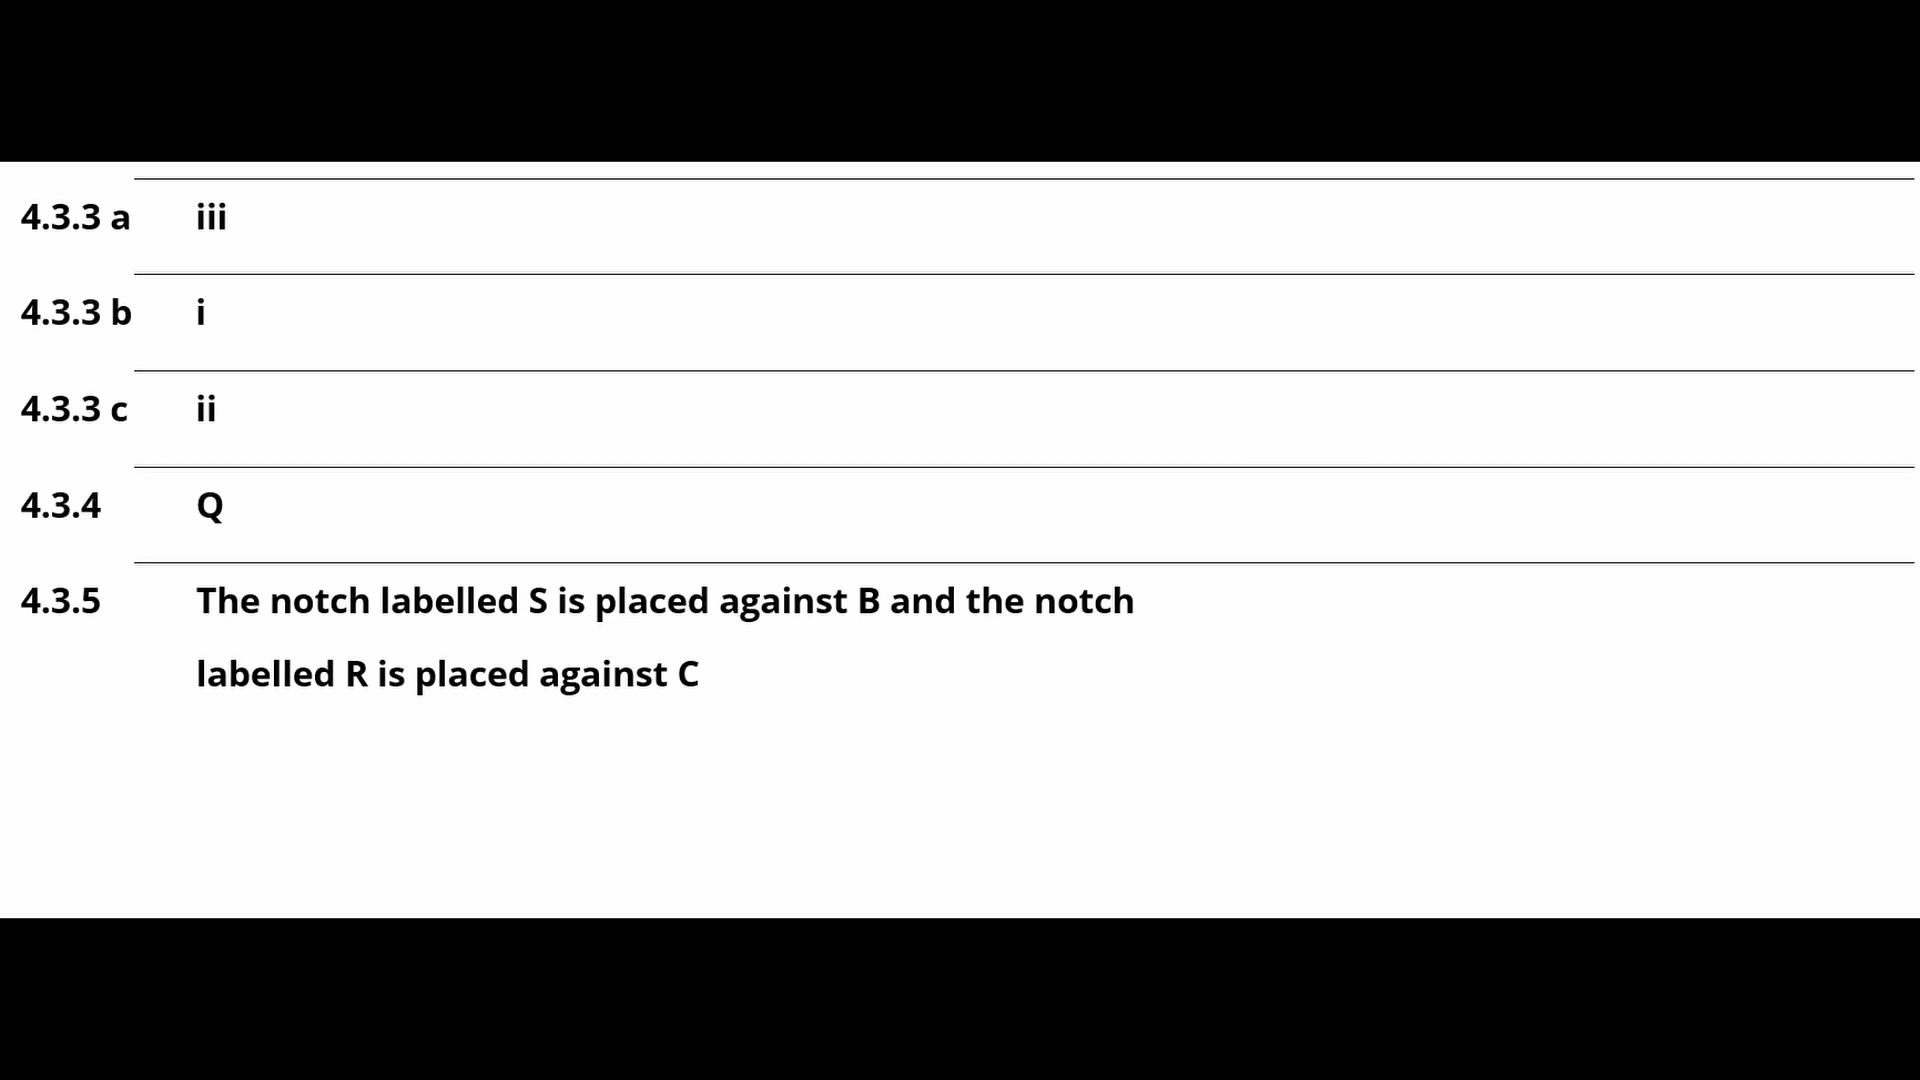 4.3.3 a iii
4.3.3 b i
4.3.3 c ii
4.3.4 Q
4.3.5 The notch labelled S is placed against B and the notch
labelled R is placed against C